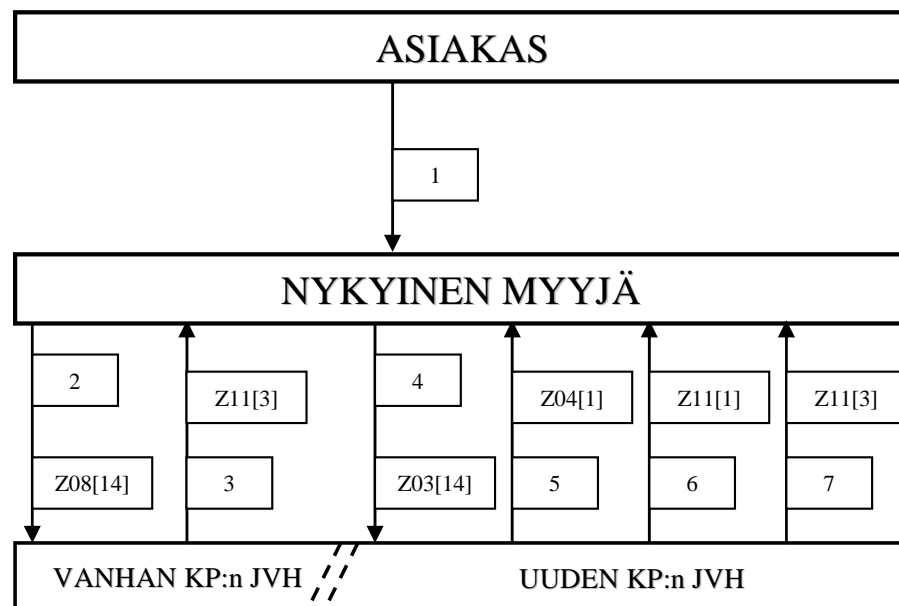 ASIAKAS
1
NYKYINEN MYYJÄ
2
4
Z11[3]
Z04[1]
Z11[1]
Z11[3]
Z08[14]
3
Z03[14]
5
6
7
VANHAN KP:n JVH
UUDEN KP:n JVH